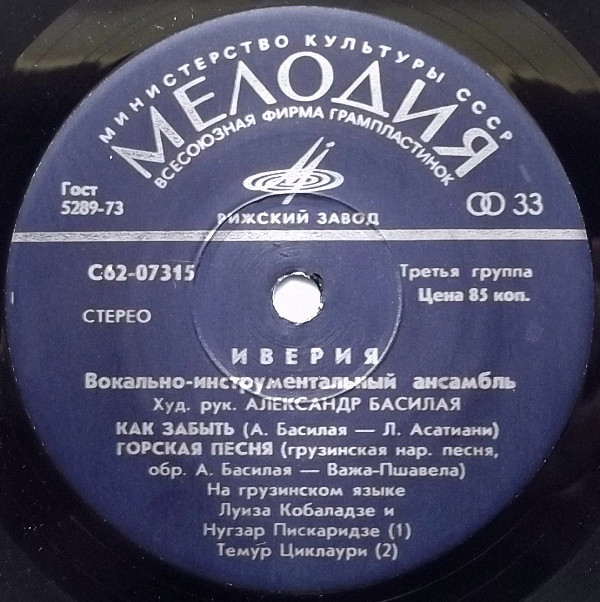 МИНИСТЕРСТВО КУЛЬТУРЫ СССР
МЕЛОДИЯ
ВСЕСОЮЗНАЯ ФИРМА ГРАМПЛАСТИНОК
Гост
5289-73
РИЖСКИЙ ЗАВОД
33
С62-07315
Третья группа
Цена 85 коп.
СТЕРЕО
ИВЕРИЯ
Вокально-инструментальный ансамбль
Худ. рук. АЛЕКСАНДР БАСИЛАЯ
КАК ЗАБЫТЬ (А. Басилая — Л. Асатиани)
ГОРСКАЯ ПЕСНЯ (грузинская нар. песня,
обр. А. Басилая — Важа-Пшавела)
На грузинском языке
Луиза Кобаладзе и
Нугзар Пискаридзе (1)
Темур Циклаури (2)